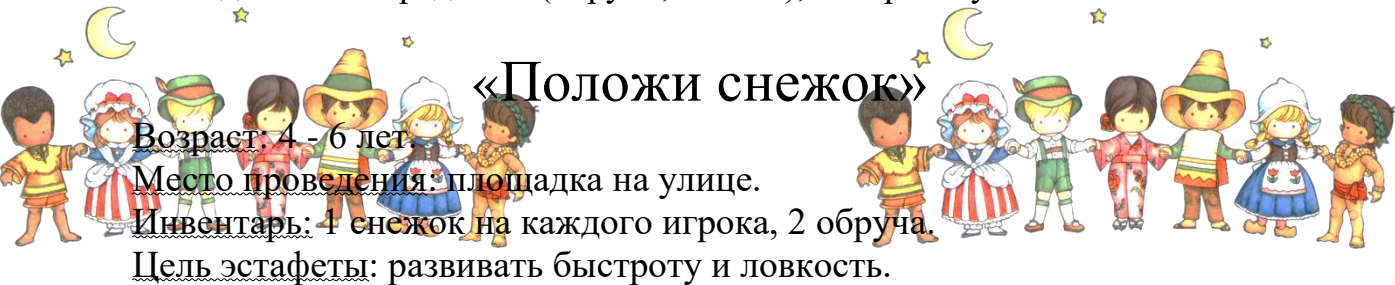 «Положи снежок»
Возраст: 4 - 6 лет.
Место проведения: площадка на улице.
Инвентарь: 1 снежок на каждого игрока, 2 обруча.
Цель эстафеты: развивать быстроту и ловкость.